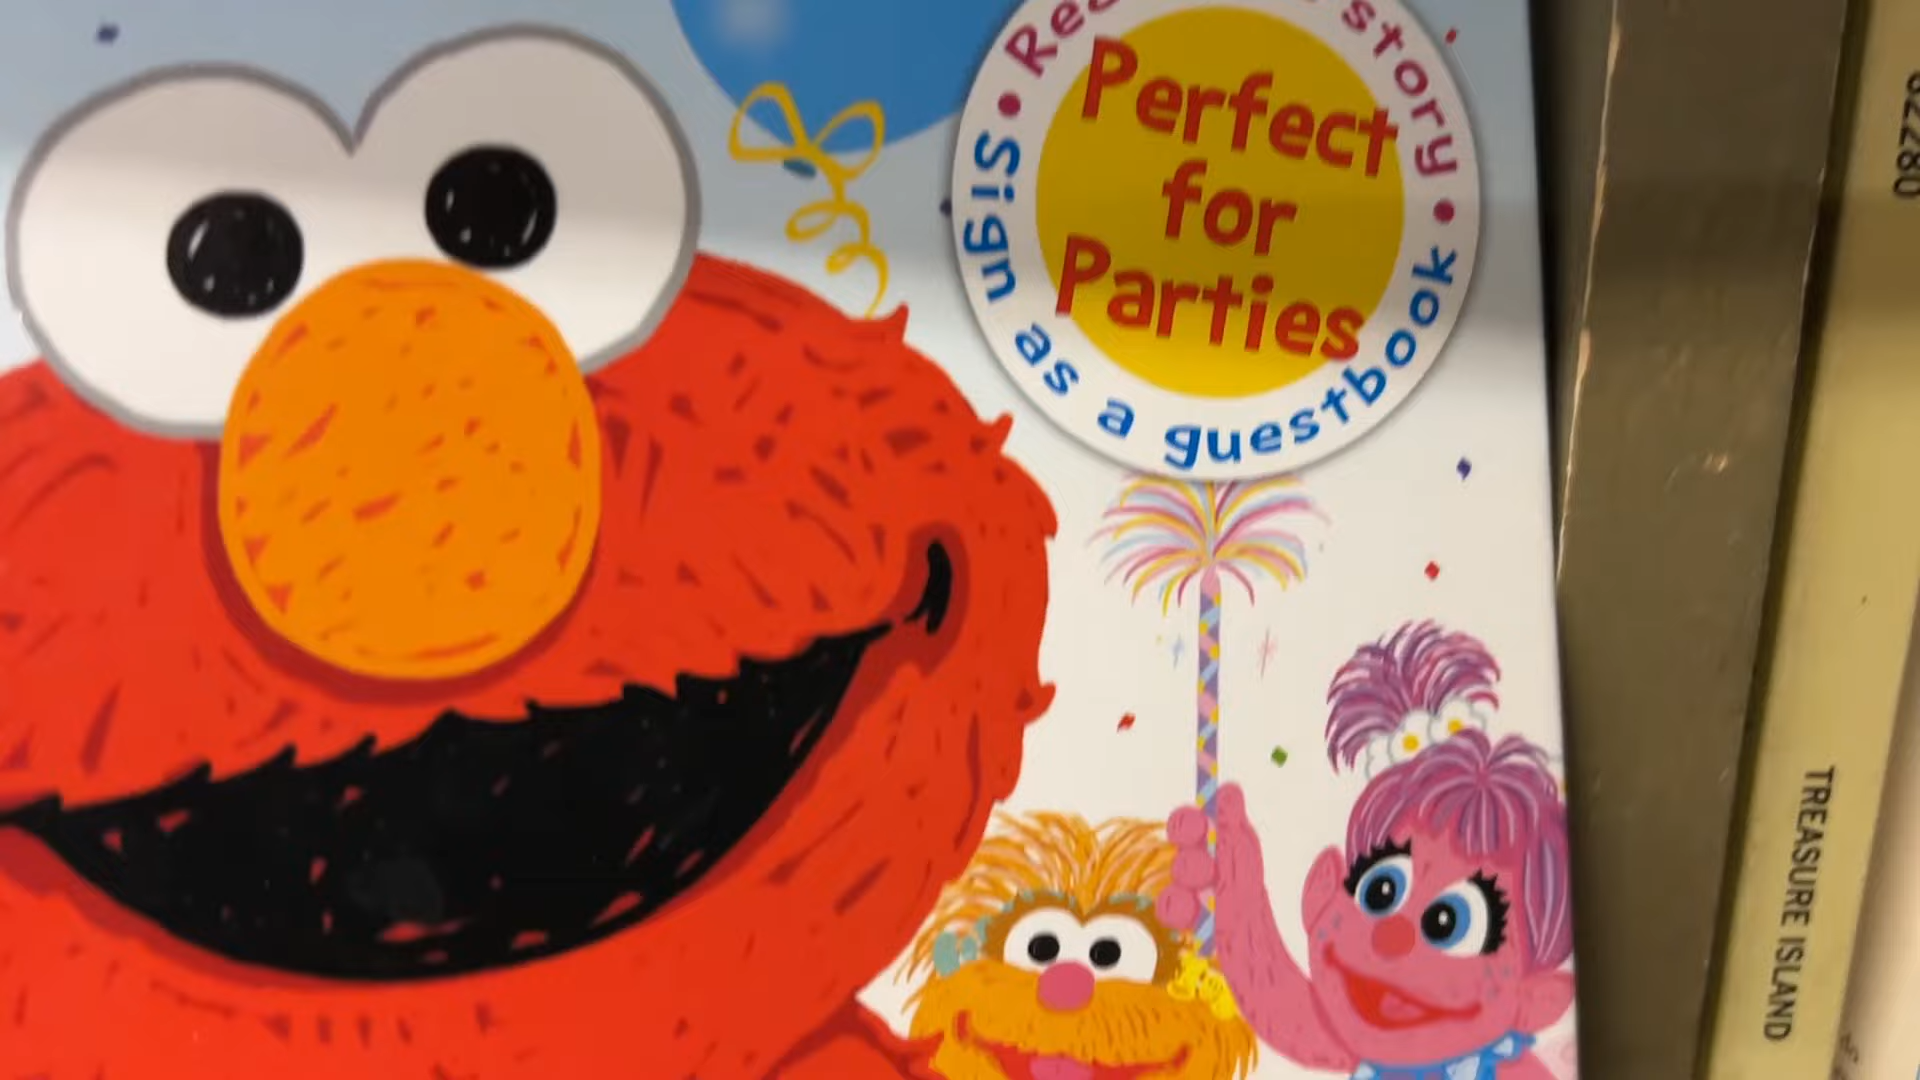 story
Perfect
for
Parties
Sign as a guestbook
TREASURE ISLAND